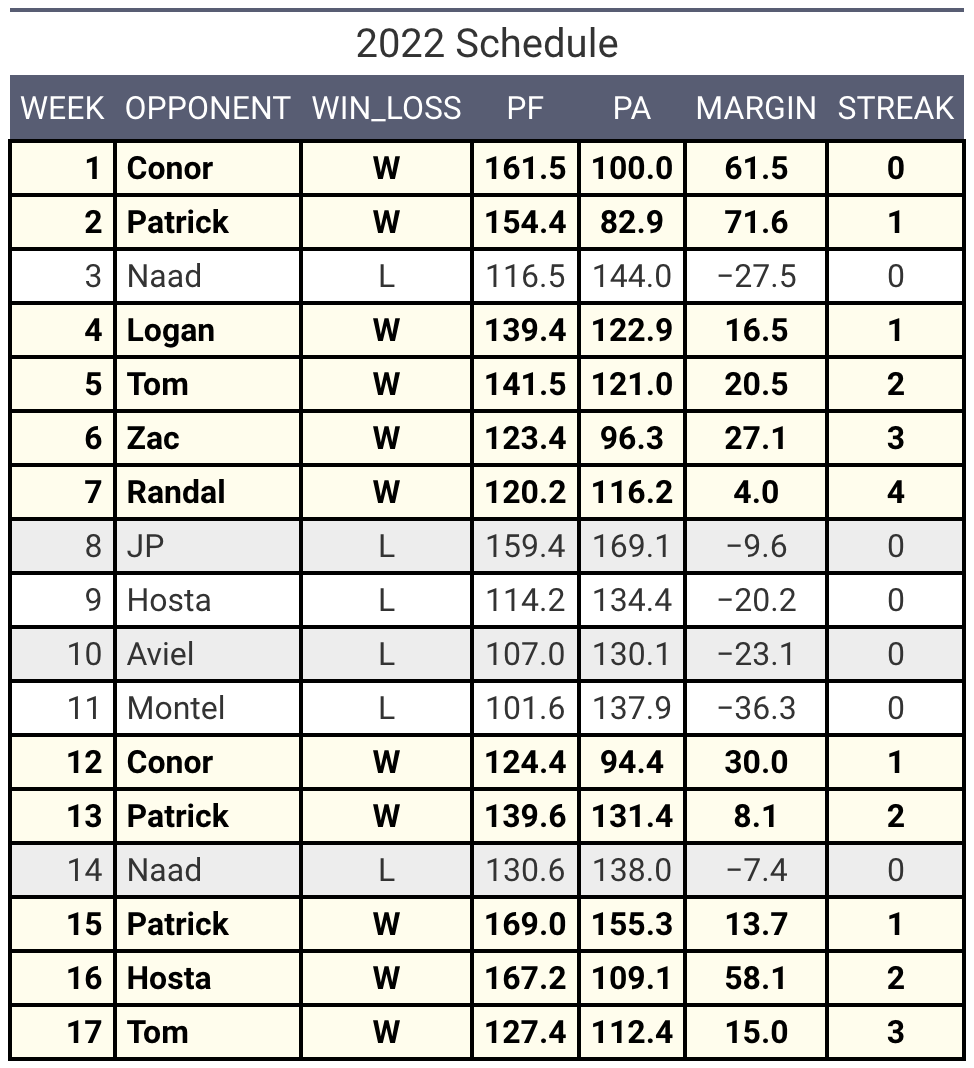 2022 Schedule
WEEK OPPONENT WIN_LOSS PF PA MARGIN STREAK
1 Conor W 161.5 100.0 61.5 0
2 Patrick W 154.4 82.9 71.6 1
3 Naad L 116.5 144.0 −27.5 0
4 Logan W 139.4 122.9 16.5 1
5 Tom W 141.5 121.0 20.5 2
6 Zac W 123.4 96.3 27.1 3
7 Randal W 120.2 116.2 4.0 4
8 JP L 159.4 169.1 −9.6 0
9 Hosta L 114.2 134.4 −20.2 0
10 Aviel L 107.0 130.1 −23.1 0
11 Montel L 101.6 137.9 −36.3 0
12 Conor W 124.4 94.4 30.0 1
13 Patrick W 139.6 131.4 8.1 2
14 Naad L 130.6 138.0 −7.4 0
15 Patrick W 169.0 155.3 13.7 1
16 Hosta W 167.2 109.1 58.1 2
17 Tom W 127.4 112.4 15.0 3